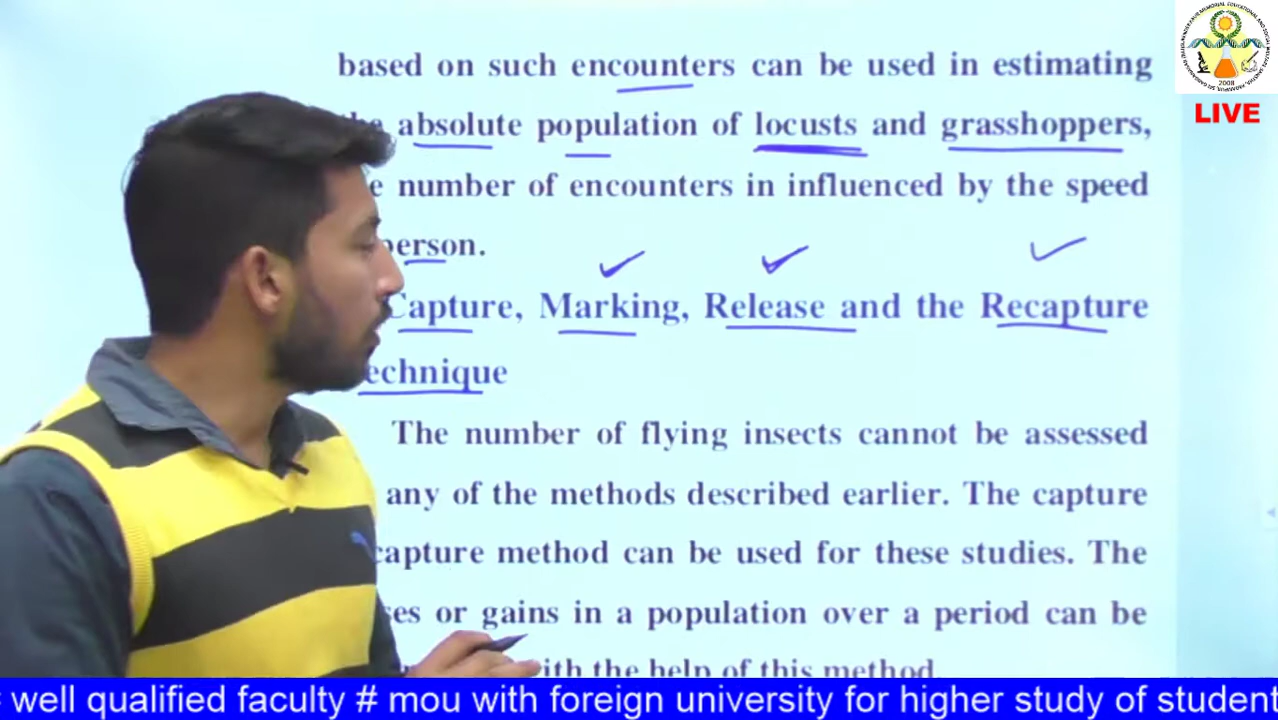 based on such encounters can be used in estimating
absolute population of locusts and grasshoppers,
number of encounters in influenced by the speed
person.
Capture, Marking, Release and the Recapture
echnique
The number of flying insects cannot be assessed
any of the methods described earlier. The capture
capture method can be used for these studies. The
or gains in a population over a period can be
with the help of this method.
2008
LIVE
well qualified faculty # mou with foreign university for higher study of student